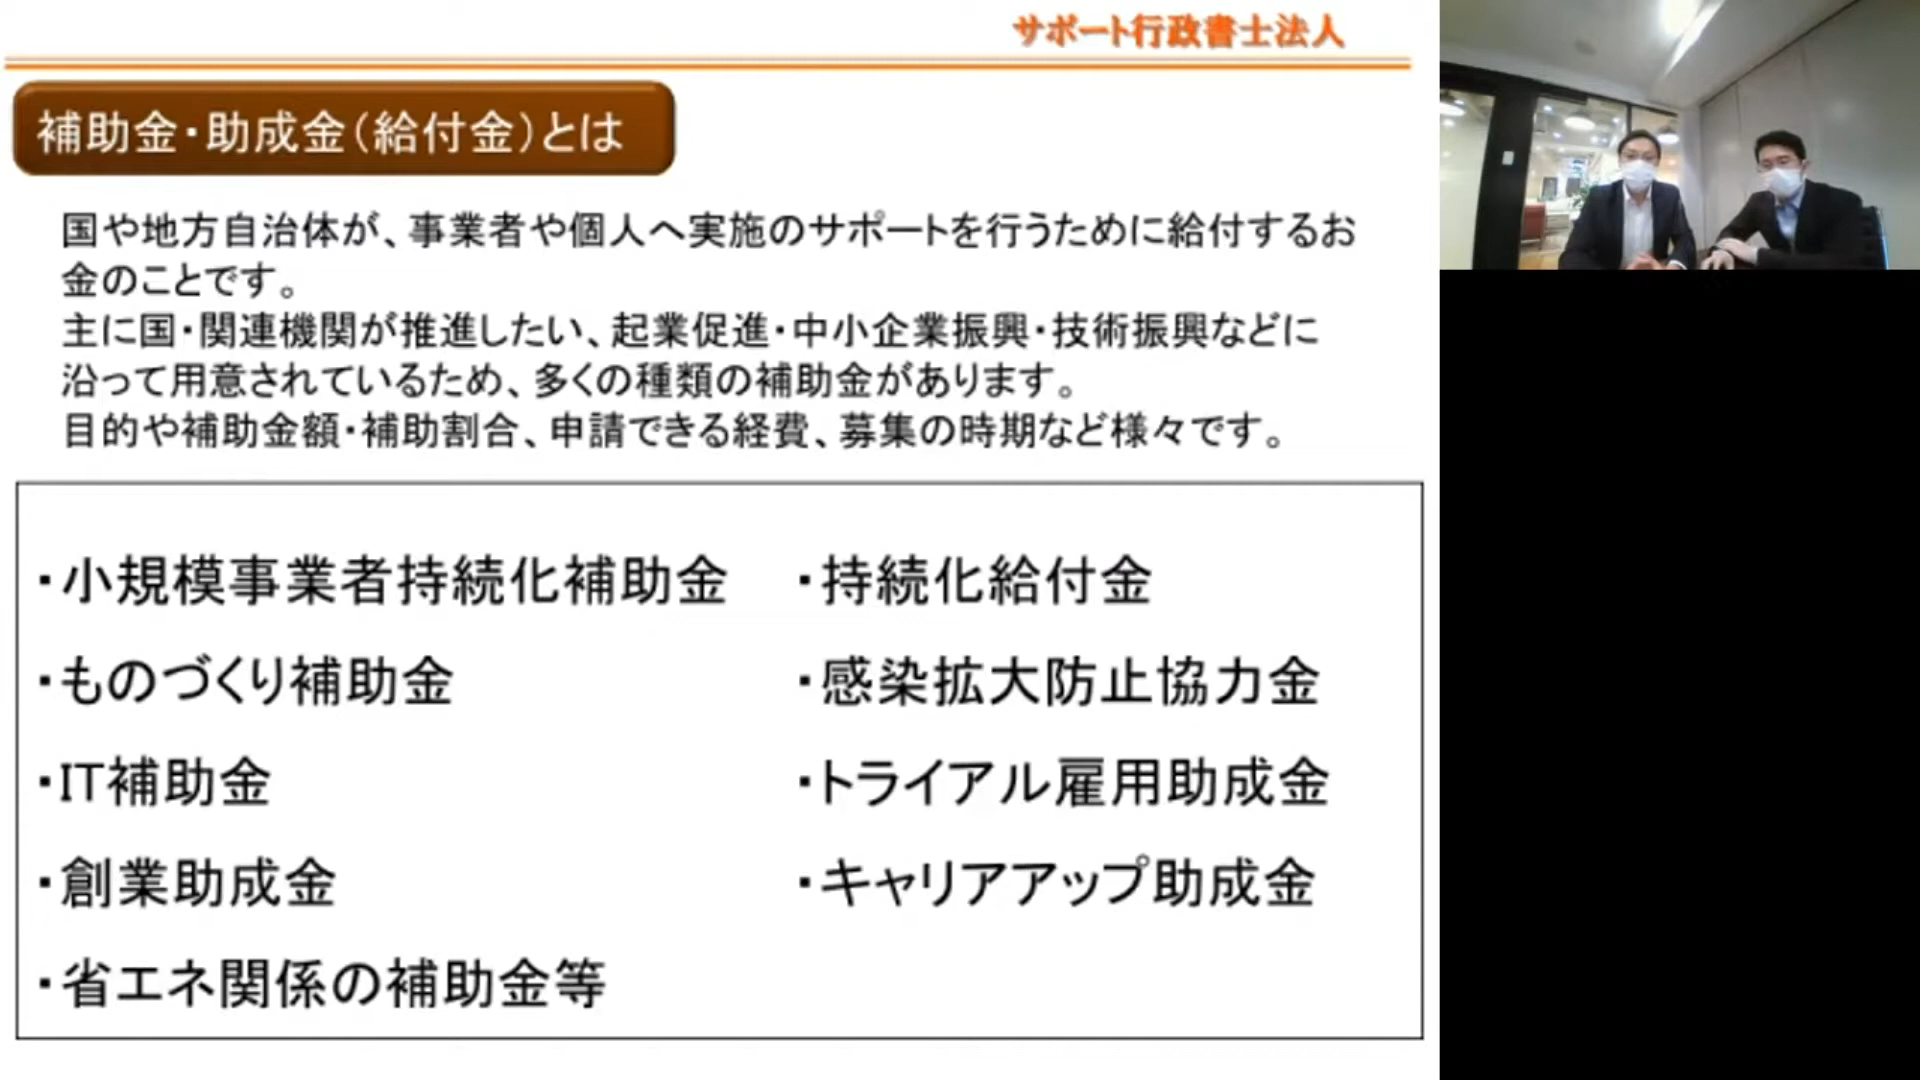 サポート行政書士法人
補助金・助成金（給付金）とは
国や地方自治体が、事業者や個人へ実施のサポートを行うために給付するお
金のことです。
主に国・関連機関が推進したい、起業促進・中小企業振興・技術振興などに
沿って用意されているため、多くの種類の補助金があります。
目的や補助金額・補助割合、申請できる経費、募集の時期など様々です。
・小規模事業者持続化補助金
・ものづくり補助金
・IT補助金
・創業助成金
・省エネ関係の補助金等
・持続化給付金
・感染拡大防止協力金
・トライアル雇用助成金
・キャリアアップ助成金